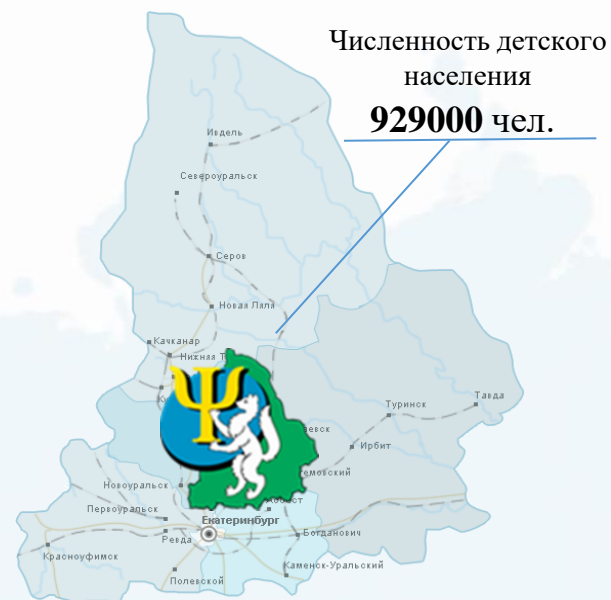 Численность детского
населения
929000 чел.
Ивдель
Североуральск
Серов
Новая Ляля
Качканар
Нижняя Т
Туринск
Тавда
Ирбит
Новоуральск
Первоуральск
Екатеринбург
Ревда
Богданович
Красноуфимск
Полевской
Каменск-Уральский